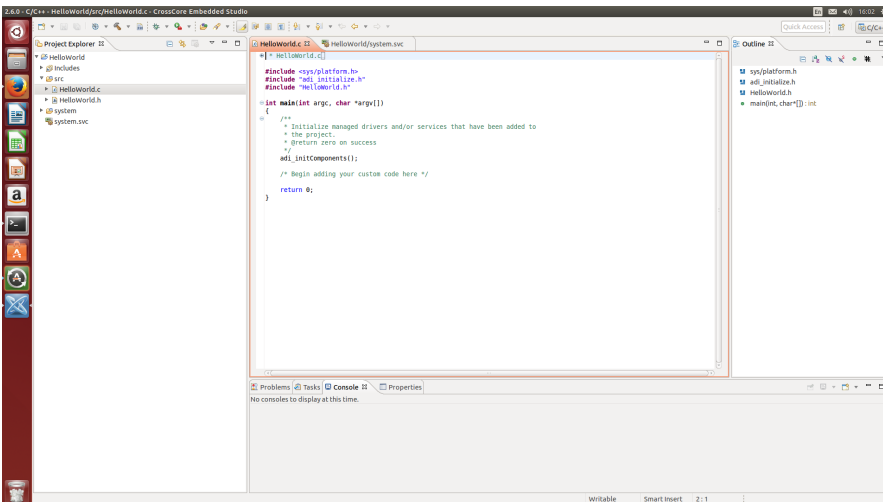 2.6.0 - C/C++ - HelloWorld/src/HelloWorld.c - CrossCore Embedded Studio
En
16:02
Quick Access
C/C+
Project Explorer
HelloWorld
Includes
src
HelloWorld.c
HelloWorld.h
system
system.svc
HelloWorld.c
HelloWorld/system.svc
* HelloWorld.c
#include <sys/platform.h>
#include "adi_initialize.h"
#include "HelloWorld.h"
int main(int argc, char *argv[])
{
/**
* Initialize managed drivers and/or services that have been added to
* the project.
* @return zero on success
*/
adi_initComponents();
/* Begin adding your custom code here */
return 0;
}
Outline
sys/platform.h
adi_initialize.h
HelloWorld.h
main(int, char*[]) : int
Problems
Tasks
Console
Properties
No consoles to display at this time.
Writable
Smart Insert
2 : 1